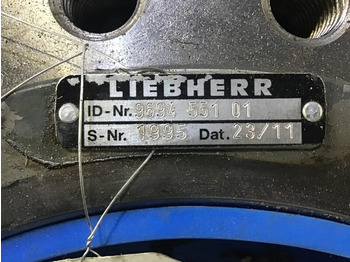 LIEBHERR
ID-Nr. 9694 551 01
S-Nr. 1995 Dat. 23/11